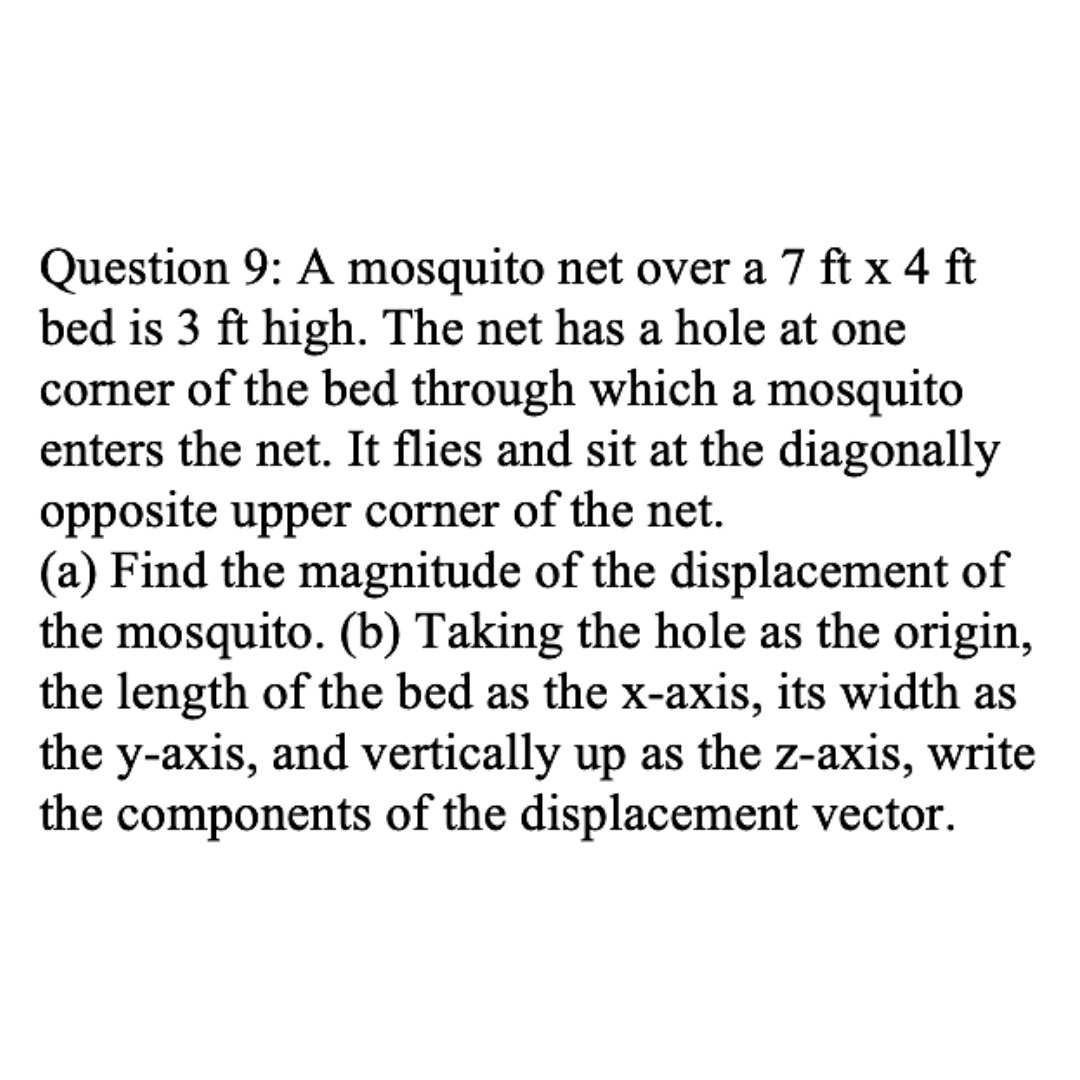 Question 9: A mosquito net over a 7 ft x 4 ft
bed is 3 ft high. The net has a hole at one
corner of the bed through which a mosquito
enters the net. It flies and sit at the diagonally
opposite upper corner of the net.
(a) Find the magnitude of the displacement of
the mosquito. (b) Taking the hole as the origin,
the length of the bed as the x-axis, its width as
the y-axis, and vertically up as the z-axis, write
the components of the displacement vector.